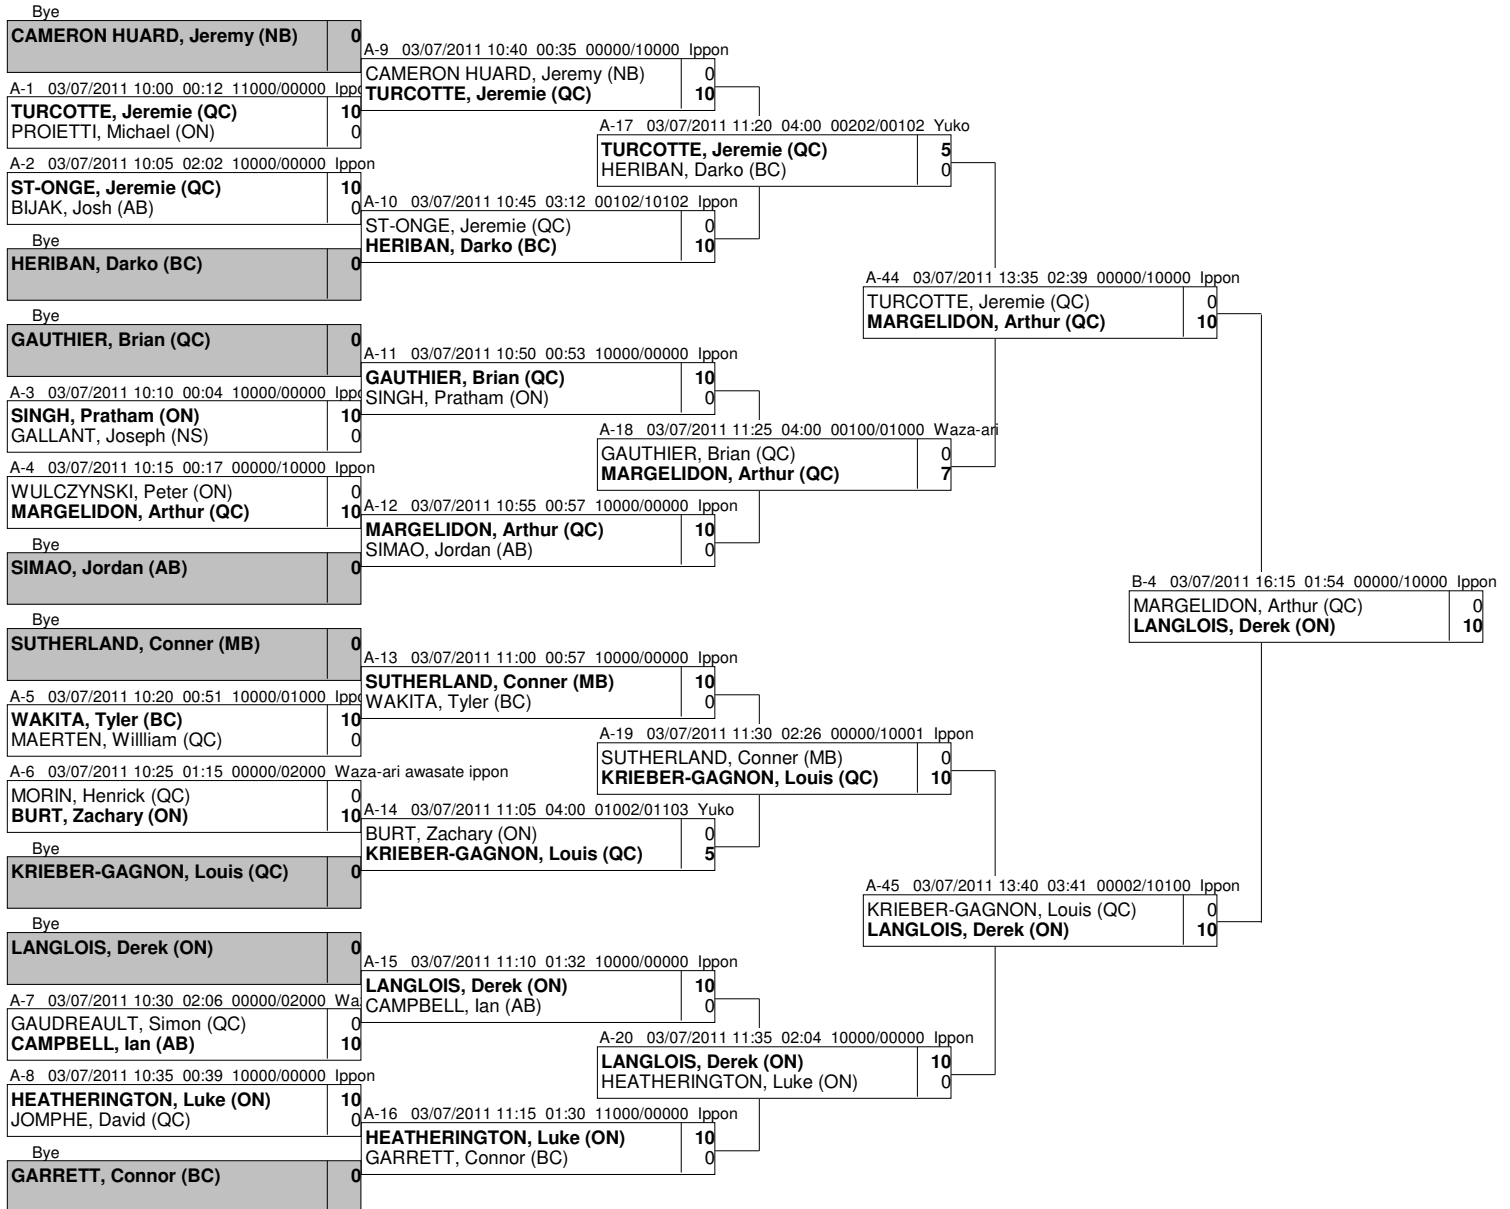 Bye
CAMERON HUARD, Jeremy (NB) 0
A-1 03/07/2011 10:00 00:12 11000/00000 Ippo
TURCOTTE, Jeremie (QC) 10
PROIETTI, Michael (ON) 0
A-2 03/07/2011 10:05 02:02 10000/00000 Ippon
ST-ONGE, Jeremie (QC) 10
BIJAK, Josh (AB) 0
Bye
HERIBAN, Darko (BC) 0
Bye
GAUTHIER, Brian (QC) 0
A-3 03/07/2011 10:10 00:04 10000/00000 Ippo
SINGH, Pratham (ON) 10
GALLANT, Joseph (NS) 0
A-4 03/07/2011 10:15 00:17 00000/10000 Ippon
WULCZYNSKI, Peter (ON) 0
MARGELIDON, Arthur (QC) 10
Bye
SIMAO, Jordan (AB) 0
Bye
SUTHERLAND, Conner (MB) 0
A-5 03/07/2011 10:20 00:51 10000/01000 Ippo
WAKITA, Tyler (BC) 10
MAERTEN, Willliam (QC) 0
A-6 03/07/2011 10:25 01:15 00000/02000 Waza-ari awasate ippon
MORIN, Henrick (QC) 0
BURT, Zachary (ON) 10
Bye
KRIEBER-GAGNON, Louis (QC) 0
Bye
LANGLOIS, Derek (ON) 0
A-7 03/07/2011 10:30 02:06 00000/02000 Wa
GAUDREAULT, Simon (QC) 0
CAMPBELL, Ian (AB) 10
A-8 03/07/2011 10:35 00:39 10000/00000 Ippon
HEATHERINGTON, Luke (ON) 10
JOMPHE, David (QC) 0
Bye
GARRETT, Connor (BC) 0
A-9 03/07/2011 10:40 00:35 00000/10000 Ippon
CAMERON HUARD, Jeremy (NB) 0
TURCOTTE, Jeremie (QC) 10
A-10 03/07/2011 10:45 03:12 00102/10102 Ippon
ST-ONGE, Jeremie (QC) 0
HERIBAN, Darko (BC) 10
A-11 03/07/2011 10:50 00:53 10000/00000 Ippon
GAUTHIER, Brian (QC) 10
SINGH, Pratham (ON) 0
A-12 03/07/2011 10:55 00:57 10000/00000 Ippon
MARGELIDON, Arthur (QC) 10
SIMAO, Jordan (AB) 0
A-13 03/07/2011 11:00 00:57 10000/00000 Ippon
SUTHERLAND, Conner (MB) 10
WAKITA, Tyler (BC) 0
A-14 03/07/2011 11:05 04:00 01002/01103 Yuko
BURT, Zachary (ON) 0
KRIEBER-GAGNON, Louis (QC) 5
A-15 03/07/2011 11:10 01:32 10000/00000 Ippon
LANGLOIS, Derek (ON) 10
CAMPBELL, Ian (AB) 0
A-16 03/07/2011 11:15 01:30 11000/00000 Ippon
HEATHERINGTON, Luke (ON) 10
GARRETT, Connor (BC) 0
A-17 03/07/2011 11:20 04:00 00202/00102 Yuko
TURCOTTE, Jeremie (QC) 5
HERIBAN, Darko (BC) 0
A-18 03/07/2011 11:25 04:00 00100/01000 Waza-ari
GAUTHIER, Brian (QC) 0
MARGELIDON, Arthur (QC) 7
A-19 03/07/2011 11:30 02:26 00000/10001 Ippon
SUTHERLAND, Conner (MB) 0
KRIEBER-GAGNON, Louis (QC) 10
A-20 03/07/2011 11:35 02:04 10000/00000 Ippon
LANGLOIS, Derek (ON) 10
HEATHERINGTON, Luke (ON) 0
A-44 03/07/2011 13:35 02:39 00000/10000 Ippon
TURCOTTE, Jeremie (QC) 0
MARGELIDON, Arthur (QC) 10
A-45 03/07/2011 13:40 03:41 00002/10100 Ippon
KRIEBER-GAGNON, Louis (QC) 0
LANGLOIS, Derek (ON) 10
B-4 03/07/2011 16:15 01:54 00000/10000 Ippon
MARGELIDON, Arthur (QC) 0
LANGLOIS, Derek (ON) 10